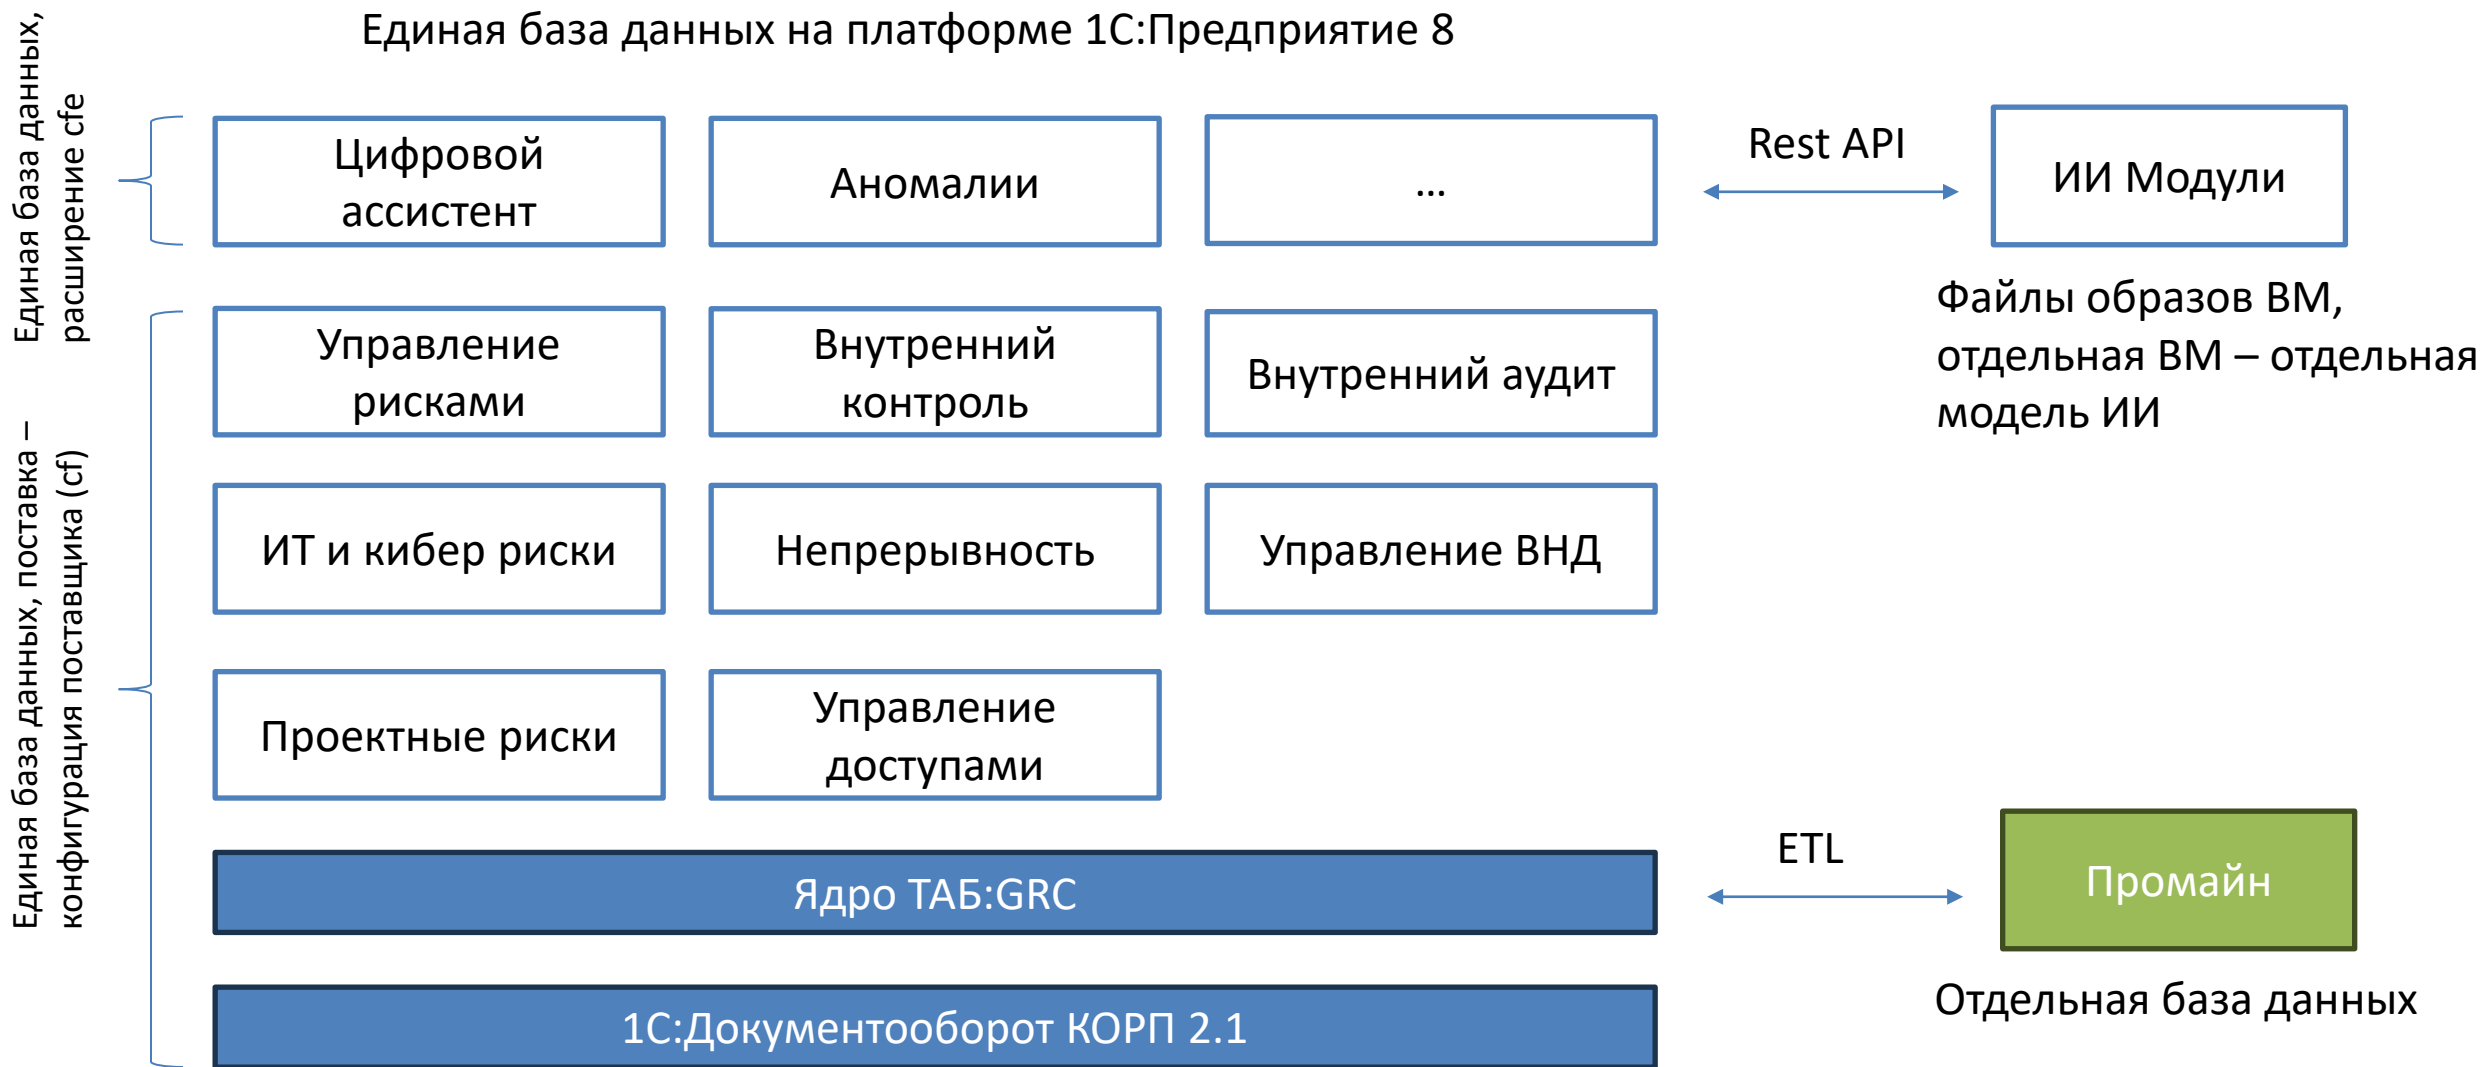 Единая база данных на платформе 1С:Предприятие 8
Единая база данных,
расширение cfe
Цифровой
ассистент
Аномалии
...
Rest API
ИИ Модули
Файлы образов ВМ,
отдельная ВМ – отдельная
модель ИИ
Единая база данных, поставка –
конфигурация поставщика (cf)
Управление
рисками
Внутренний
контроль
Внутренний аудит
ИТ и кибер риски
Непрерывность
Управление ВНД
Проектные риски
Управление
доступами
Ядро ТАБ:GRC
ETL
Промайн
Отдельная база данных
1С:Документооборот КОРП 2.1